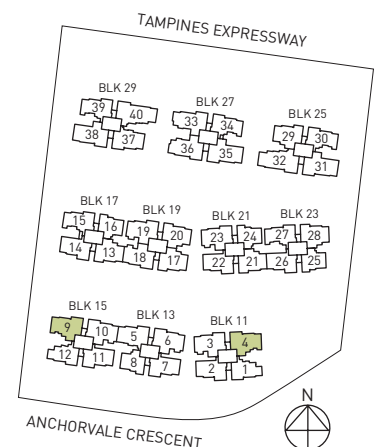 TAMPINES EXPRESSWAY
BLK 29
39 40
38 37
BLK 27
33 34
36 35
BLK 25
29 30
32 31
BLK 17
15 16
14 13
BLK 19
19 20
18 17
BLK 21
23 24
22 21
BLK 23
27 28
26 25
BLK 15
9 10
12 11
BLK 13
5 6
8 7
BLK 11
3 4
2 1
ANCHORVALE CRESCENT
N